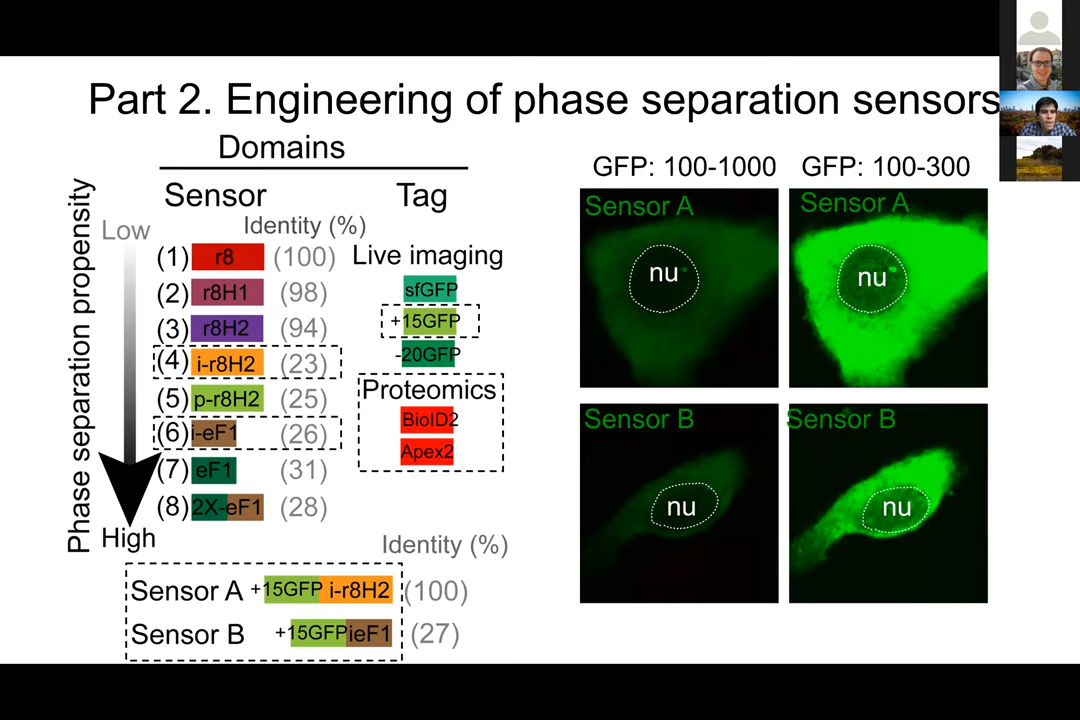 Part 2. Engineering of phase separation sensors
Domains
Sensor
Tag
Phase separation propensity
Low
High
Identity (%)
(1) r8 (100)
(2) r8H1 (98)
(3) r8H2 (94)
(4) i-r8H2 (23)
(5) p-r8H2 (25)
(6) i-eF1 (26)
(7) eF1 (31)
(8) 2X-eF1 (28)
Live imaging
sfGFP
+15GFP
-20GFP
Proteomics
BioID2
Apex2
Identity (%)
Sensor A +15GFP i-r8H2 (100)
Sensor B +15GFP ieF1 (27)
GFP: 100-1000
GFP: 100-300
Sensor A
nu
Sensor A
nu
Sensor B
nu
Sensor B
nu